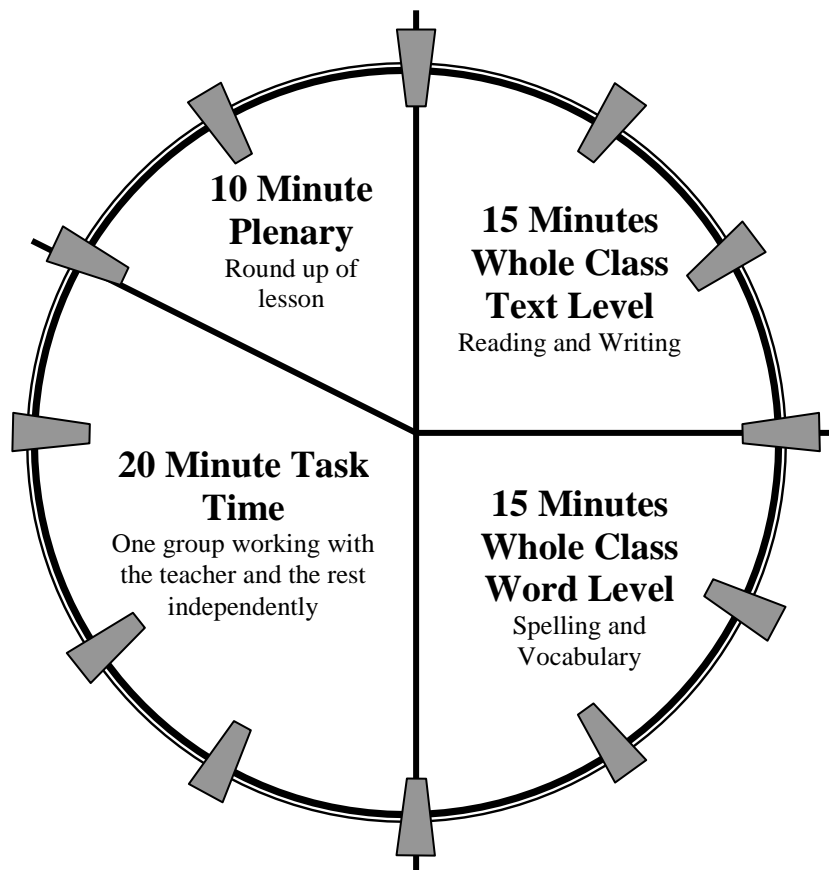 15 Minutes
Whole Class
Text Level
Reading and Writing
15 Minutes
Whole Class
Word Level
Spelling and
Vocabulary
20 Minute Task
Time
One group working with
the teacher and the rest
independently
10 Minute
Plenary
Round up of
lesson